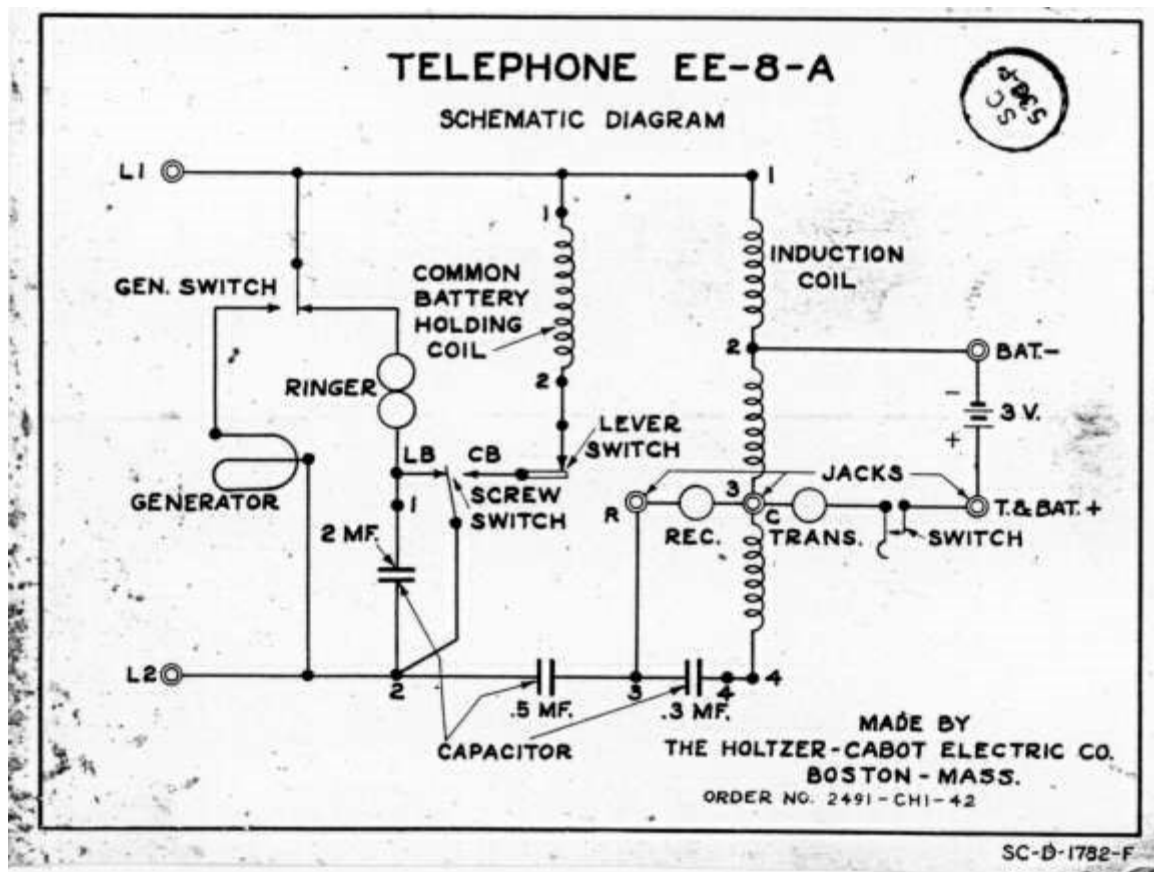 TELEPHONE EE-8-A
SCHEMATIC DIAGRAM
SC
L1
1
1
GEN. SWITCH
COMMON
BATTERY
HOLDING
COIL
INDUCTION
COIL
2
BAT.-
RINGER
2
-
3 V.
+
LEVER
SWITCH
LB
CB
JACKS
GENERATOR
1
SCREW
SWITCH
R
3
C
T.& BAT. +
REC.
TRANS.
SWITCH
2 MF.
L2
2
3
4
4
.5 MF.
.3 MF.
CAPACITOR
MADE BY
THE HOLTZER-CABOT ELECTRIC CO.
BOSTON - MASS.
ORDER NO. 2491-CHI-42
SC-D-1782-F